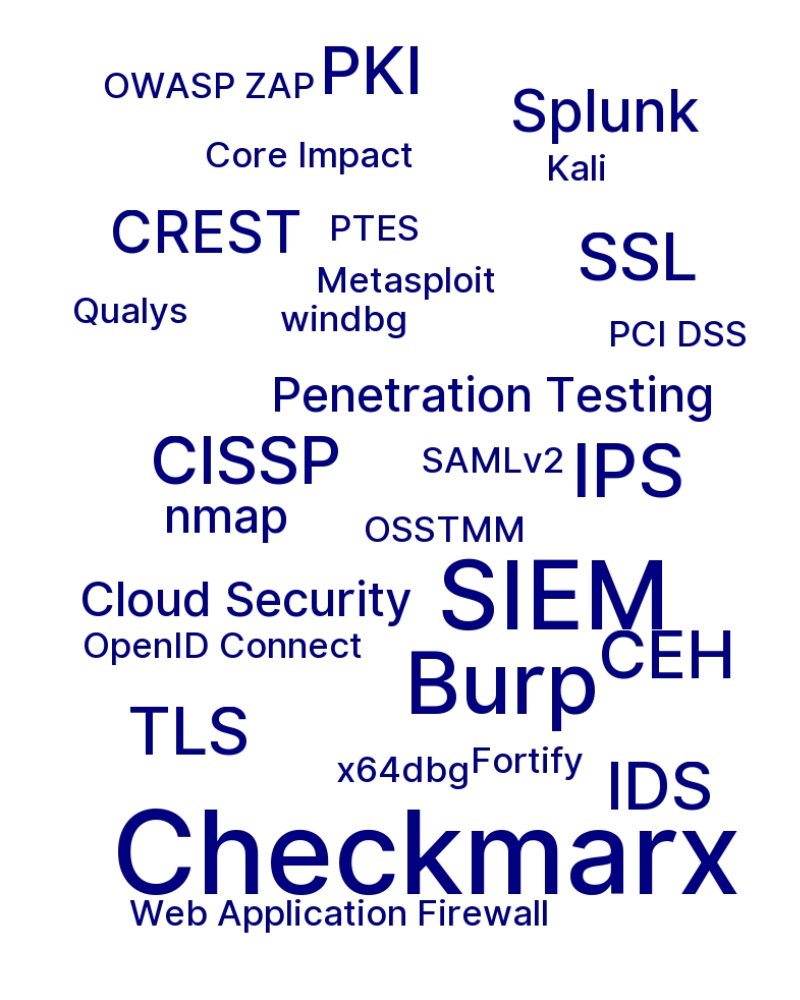 OWASP ZAP
PKI
Splunk
Core Impact
Kali
CREST
PTES
SSL
Metasploit
Qualys
windbg
PCI DSS
Penetration Testing
CISSP
SAMLv2
IPS
nmap
OSSTMM
Cloud Security
SIEM
OpenID Connect
CEH
Burp
TLS
x64dbg
Fortify
IDS
Checkmarx
Web Application Firewall